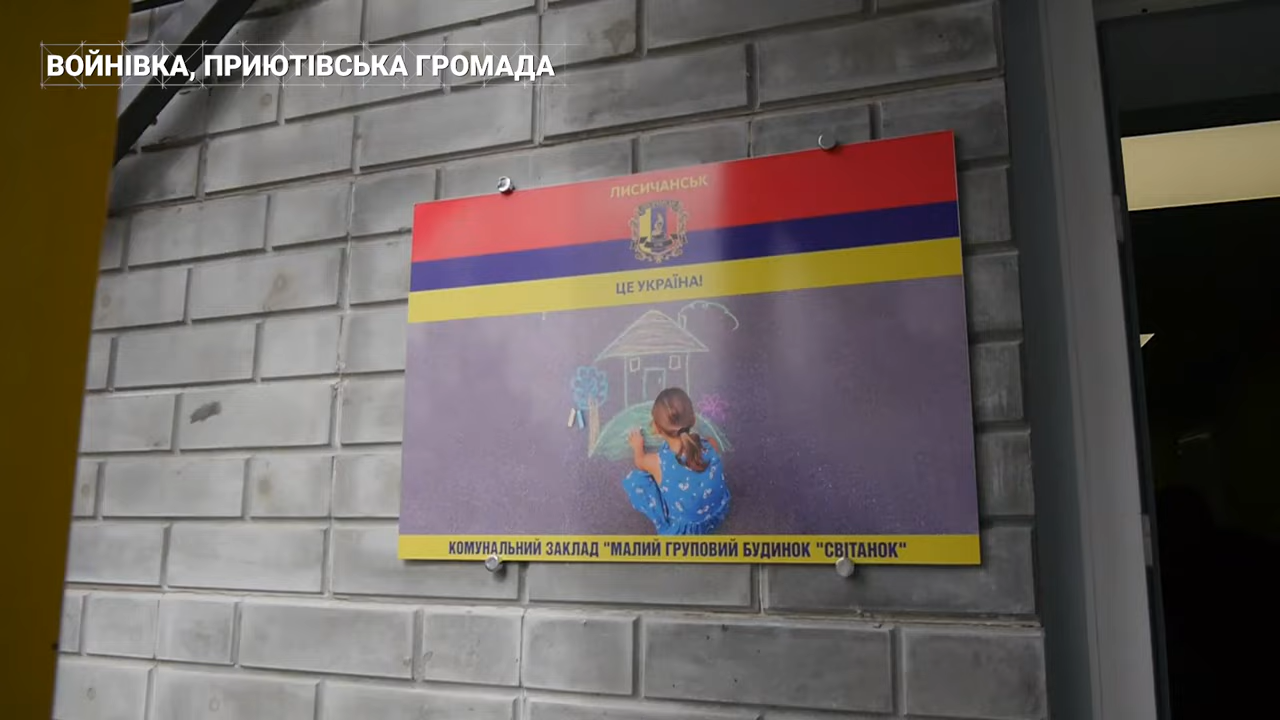 ВОЙНІВКА, ПРИЮТІВСЬКА ГРОМАДА
ЛИСИЧАНСЬК
ЦЕ УКРАЇНА!
КОМУНАЛЬНИЙ ЗАКЛАД "МАЛИЙ ГРУПОВИЙ БУДИНОК "СВІТАНОК"